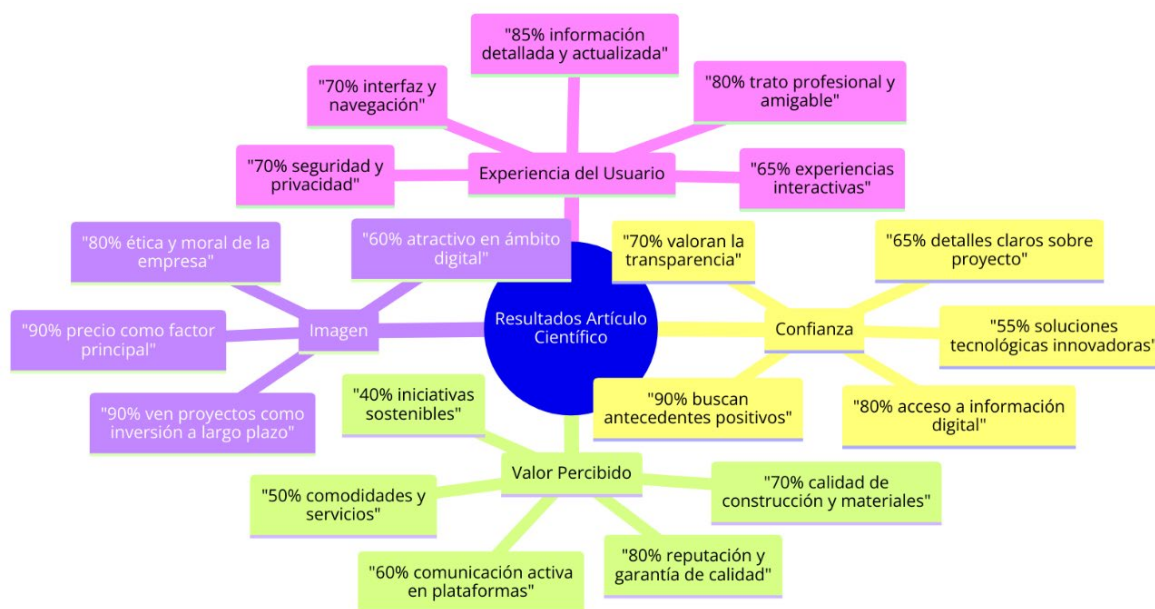 "85% información
detallada y actualizada"
"70% interfaz y
navegación"
"80% trato profesional y
amigable"
"70% seguridad y
privacidad"
Experiencia del Usuario
"65% experiencias
interactivas"
"80% ética y moral de la
empresa"
"60% atractivo en ámbito
digital"
"90% precio como factor
principal"
Imagen
"90% ven proyectos como
inversión a largo plazo"
Resultados Artículo
Científico
"70% valoran la
transparencia"
"65% detalles claros sobre
proyecto"
Confianza
"55% soluciones
tecnológicas innovadoras"
"90% buscan
antecedentes positivos"
"80% acceso a información
digital"
"40% iniciativas
sostenibles"
Valor Percibido
"50% comodidades y
servicios"
"70% calidad de
construcción y materiales"
"60% comunicación activa
en plataformas"
"80% reputación y
garantía de calidad"